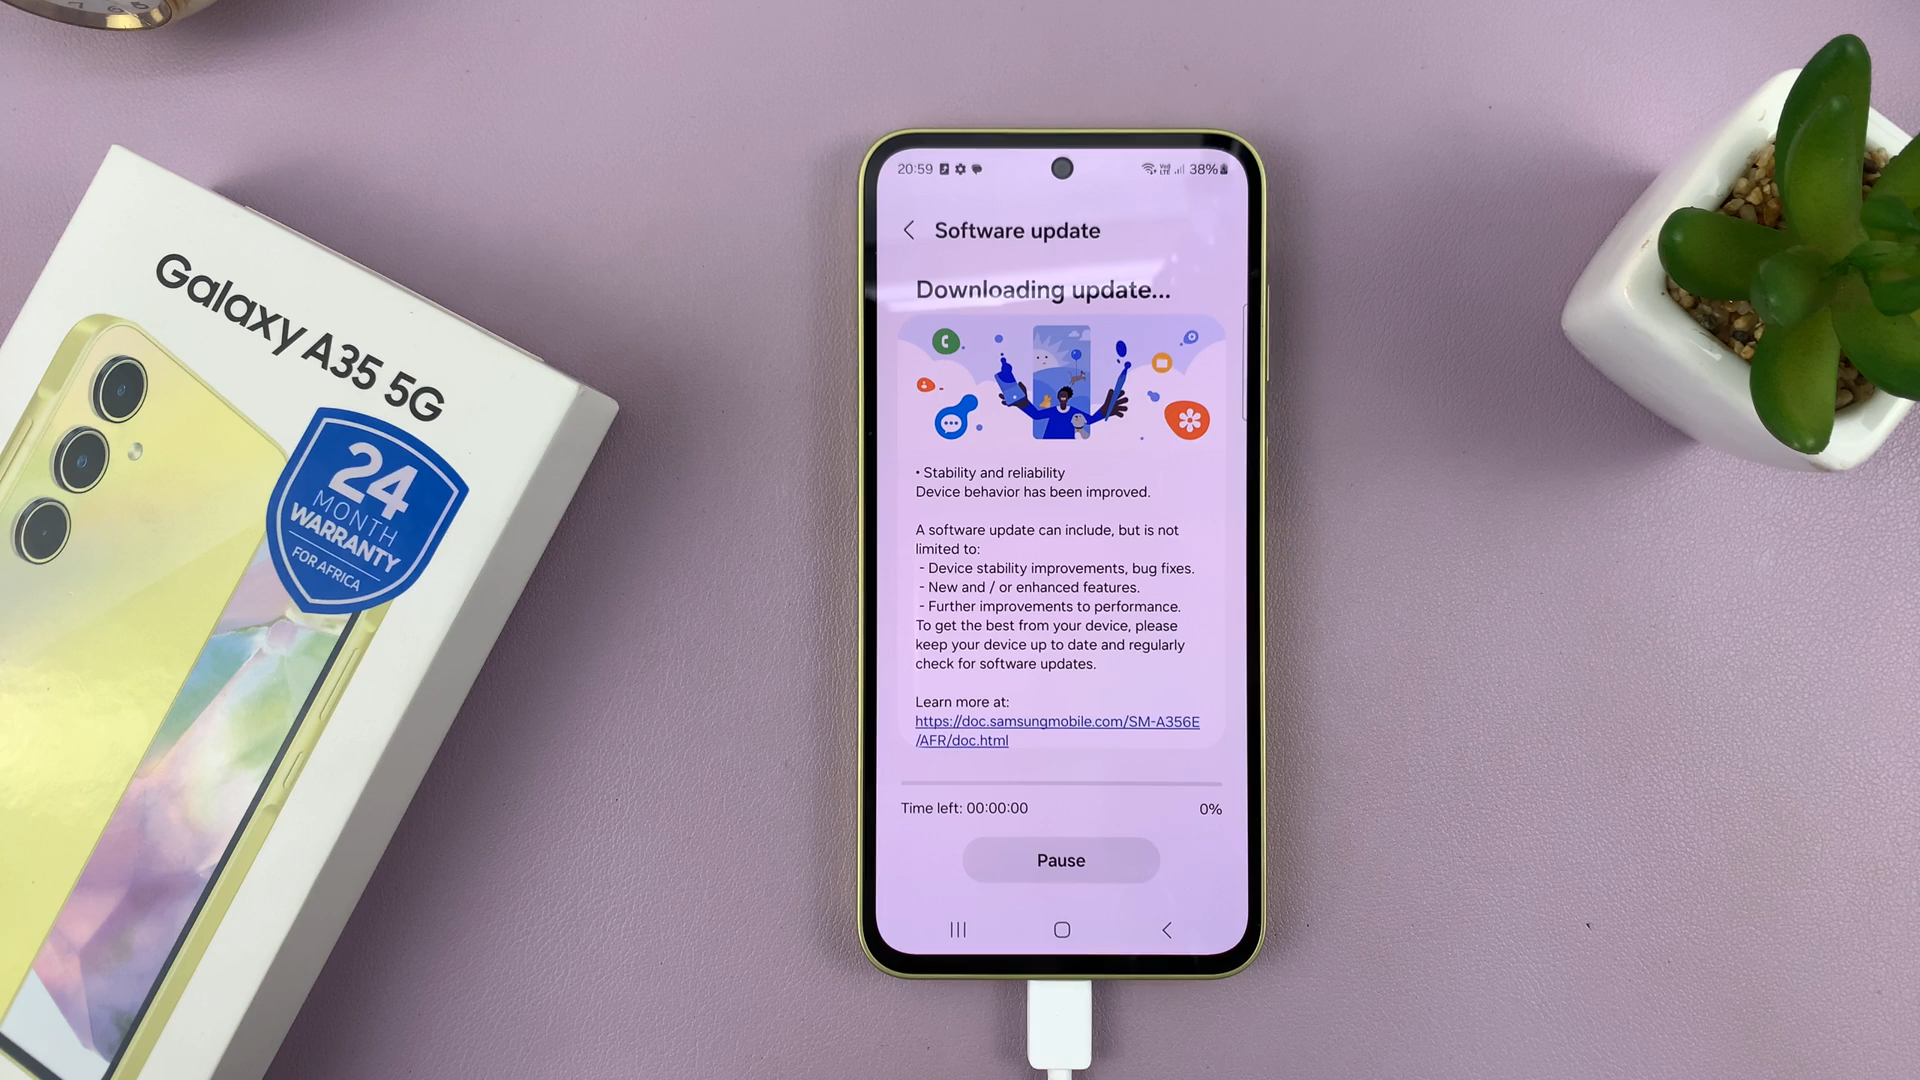 Galaxy A35 5G
24
MONTH
WARRANTY
FOR AFRICA
20:59
38%
Software update
Downloading update...
• Stability and reliability
Device behavior has been improved.
A software update can include, but is not
limited to:
- Device stability improvements, bug fixes.
- New and / or enhanced features.
- Further improvements to performance.
To get the best from your device, please
keep your device up to date and regularly
check for software updates.
Learn more at:
https://doc.samsungmobile.com/SM-A356E
/AFR/doc.html
Time left: 00:00:00
0%
Pause